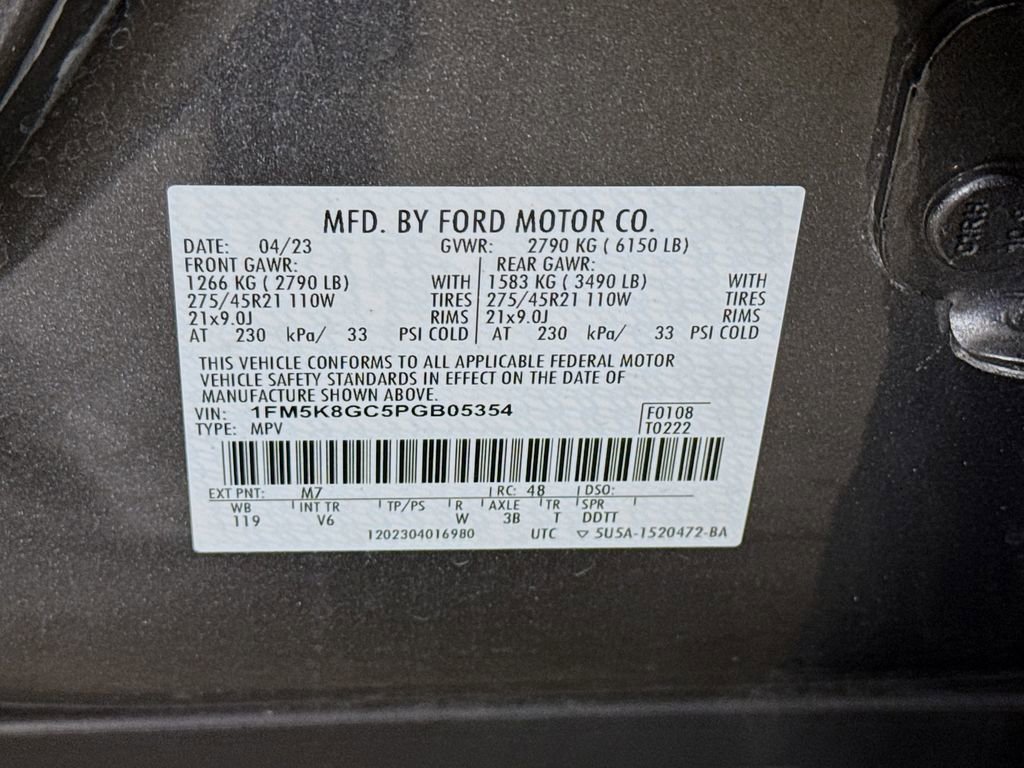 MFD. BY FORD MOTOR CO.
DATE: 04/23 GVWR: 2790 KG ( 6150 LB)
FRONT GAWR: REAR GAWR:
1266 KG ( 2790 LB) WITH 1583 KG ( 3490 LB) WITH
275/45R21 110W TIRES 275/45R21 110W TIRES
21x9.0J RIMS 21x9.0J RIMS
AT 230 kPa/ 33 PSI COLD AT 230 kPa/ 33 PSI COLD
THIS VEHICLE CONFORMS TO ALL APPLICABLE FEDERAL MOTOR
VEHICLE SAFETY STANDARDS IN EFFECT ON THE DATE OF
MANUFACTURE SHOWN ABOVE.
VIN: 1FM5K8GC5PGB05354 F0108
TYPE: MPV T0222
EXT PNT: M7 RC: 48 DSO:
WB INT TR TP/PS R AXLE TR SPR
119 V6 W 3B T DDTT
1202304016980 UTC ▽ 5U5A-1520472-BA